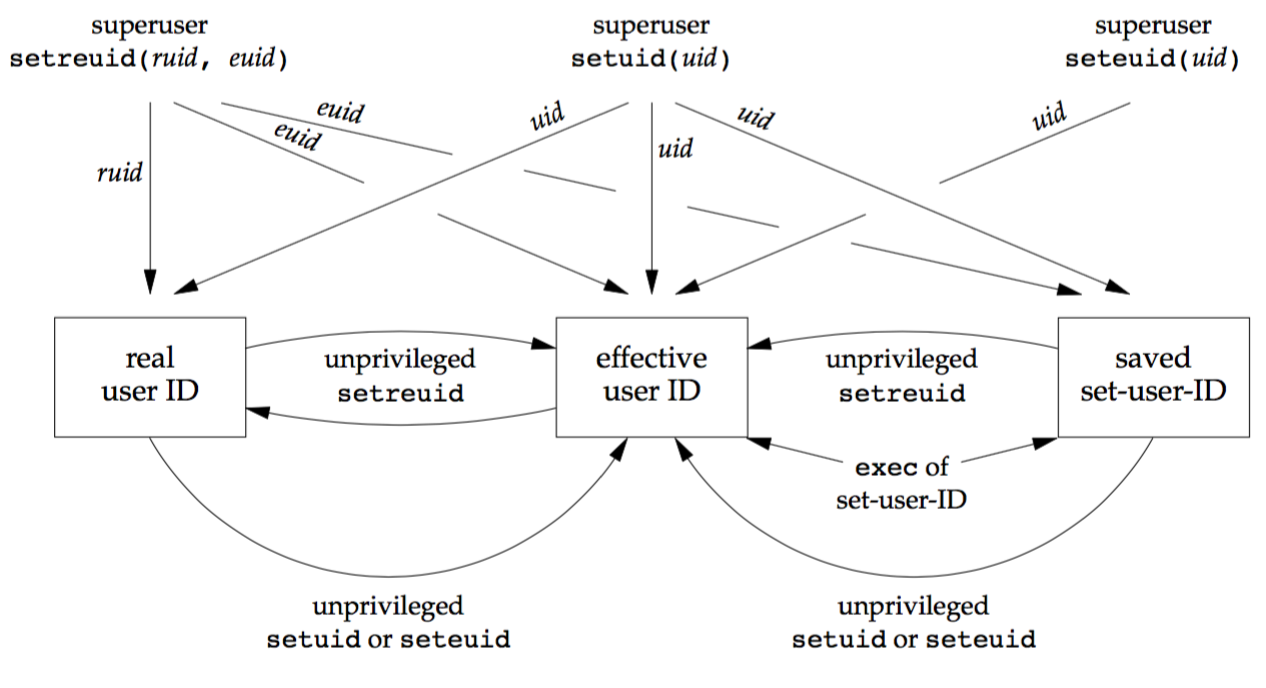 superuser
setreuid(ruid, euid)
superuser
setuid(uid)
superuser
seteuid(uid)
euid
euid
ruid
uid
uid
uid
uid
real
user ID
unprivileged
setreuid
effective
user ID
unprivileged
setreuid
saved
set-user-ID
exec of
set-user-ID
unprivileged
setuid or seteuid
unprivileged
setuid or seteuid